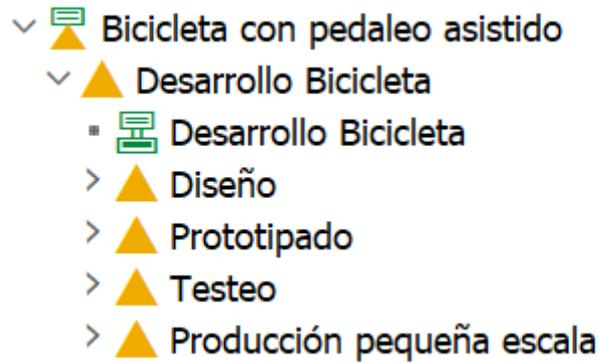 Bicicleta con pedaleo asistido
Desarrollo Bicicleta
Desarrollo Bicicleta
Diseño
Prototipado
Testeo
Producción pequeña escala